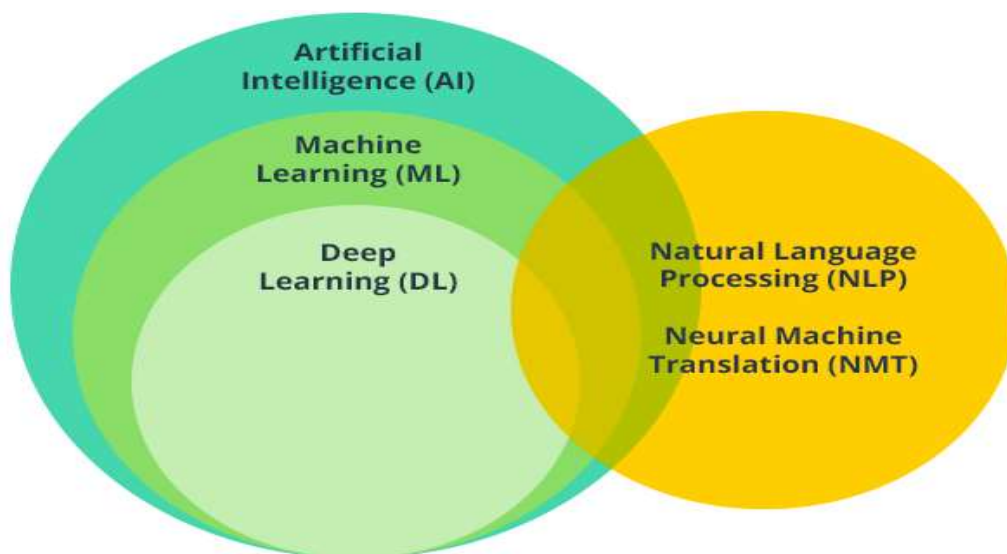 Artificial
Intelligence (AI)
Machine
Learning (ML)
Deep
Learning (DL)
Natural Language
Processing (NLP)
Neural Machine
Translation (NMT)